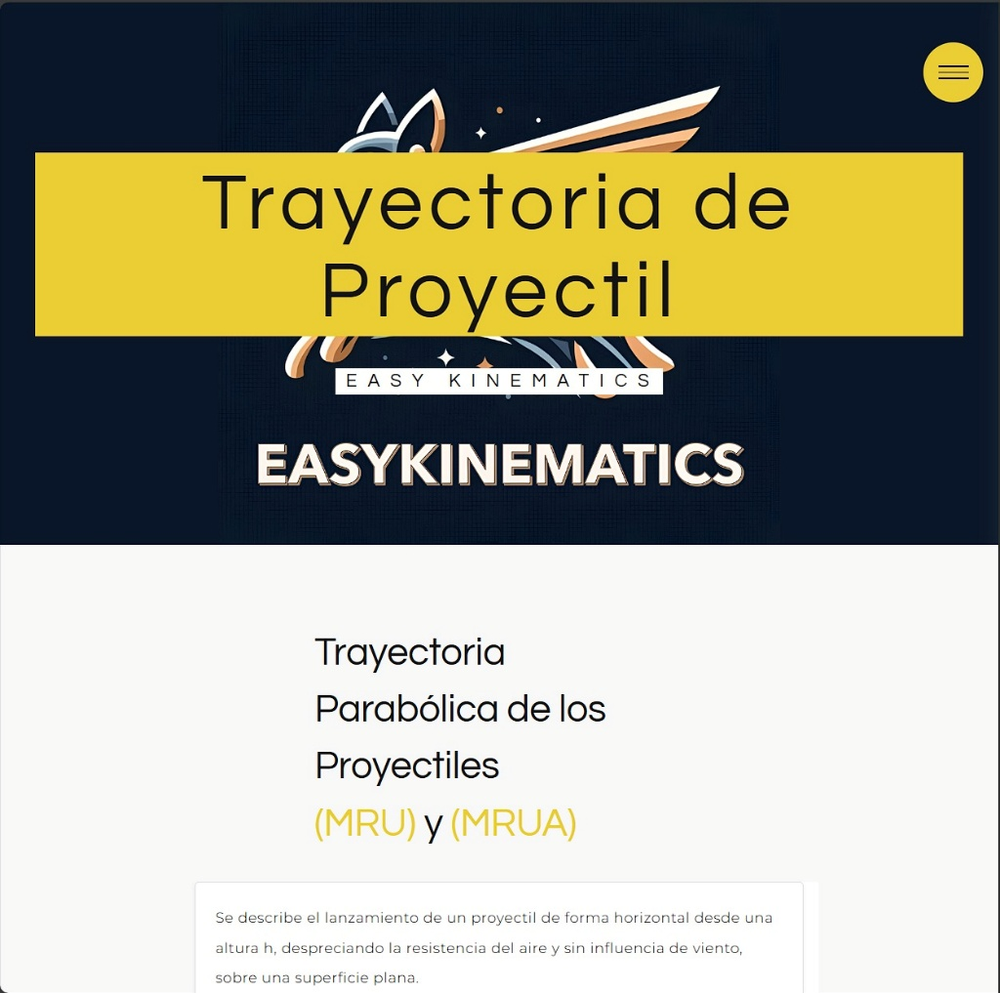 Trayectoria de
Proyectil
EASY KINEMATICS
EASYKINEMATICS
Trayectoria
Parabólica de los
Proyectiles
(MRU) y (MRUA)
Se describe el lanzamiento de un proyectil de forma horizontal desde una
altura h, despreciando la resistencia del aire y sin influencia de viento,
sobre una superficie plana.